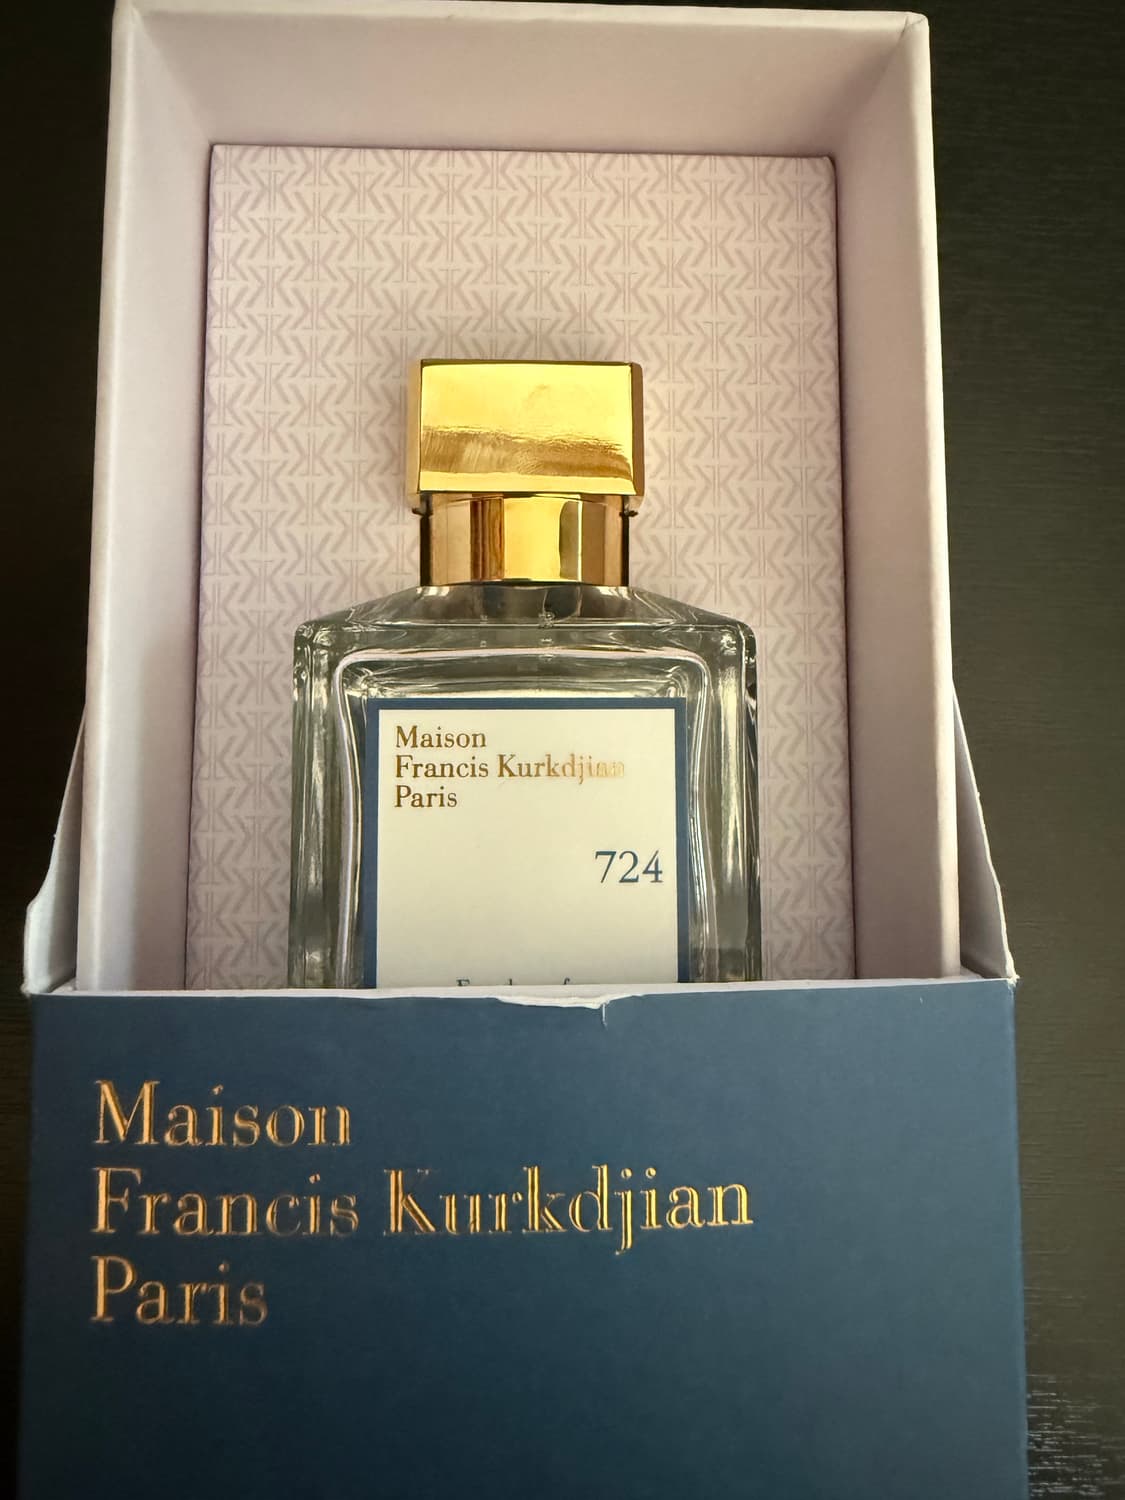 Maison
Francis Kurkdjian
Paris
724
Maison
Francis Kurkdjian
Paris